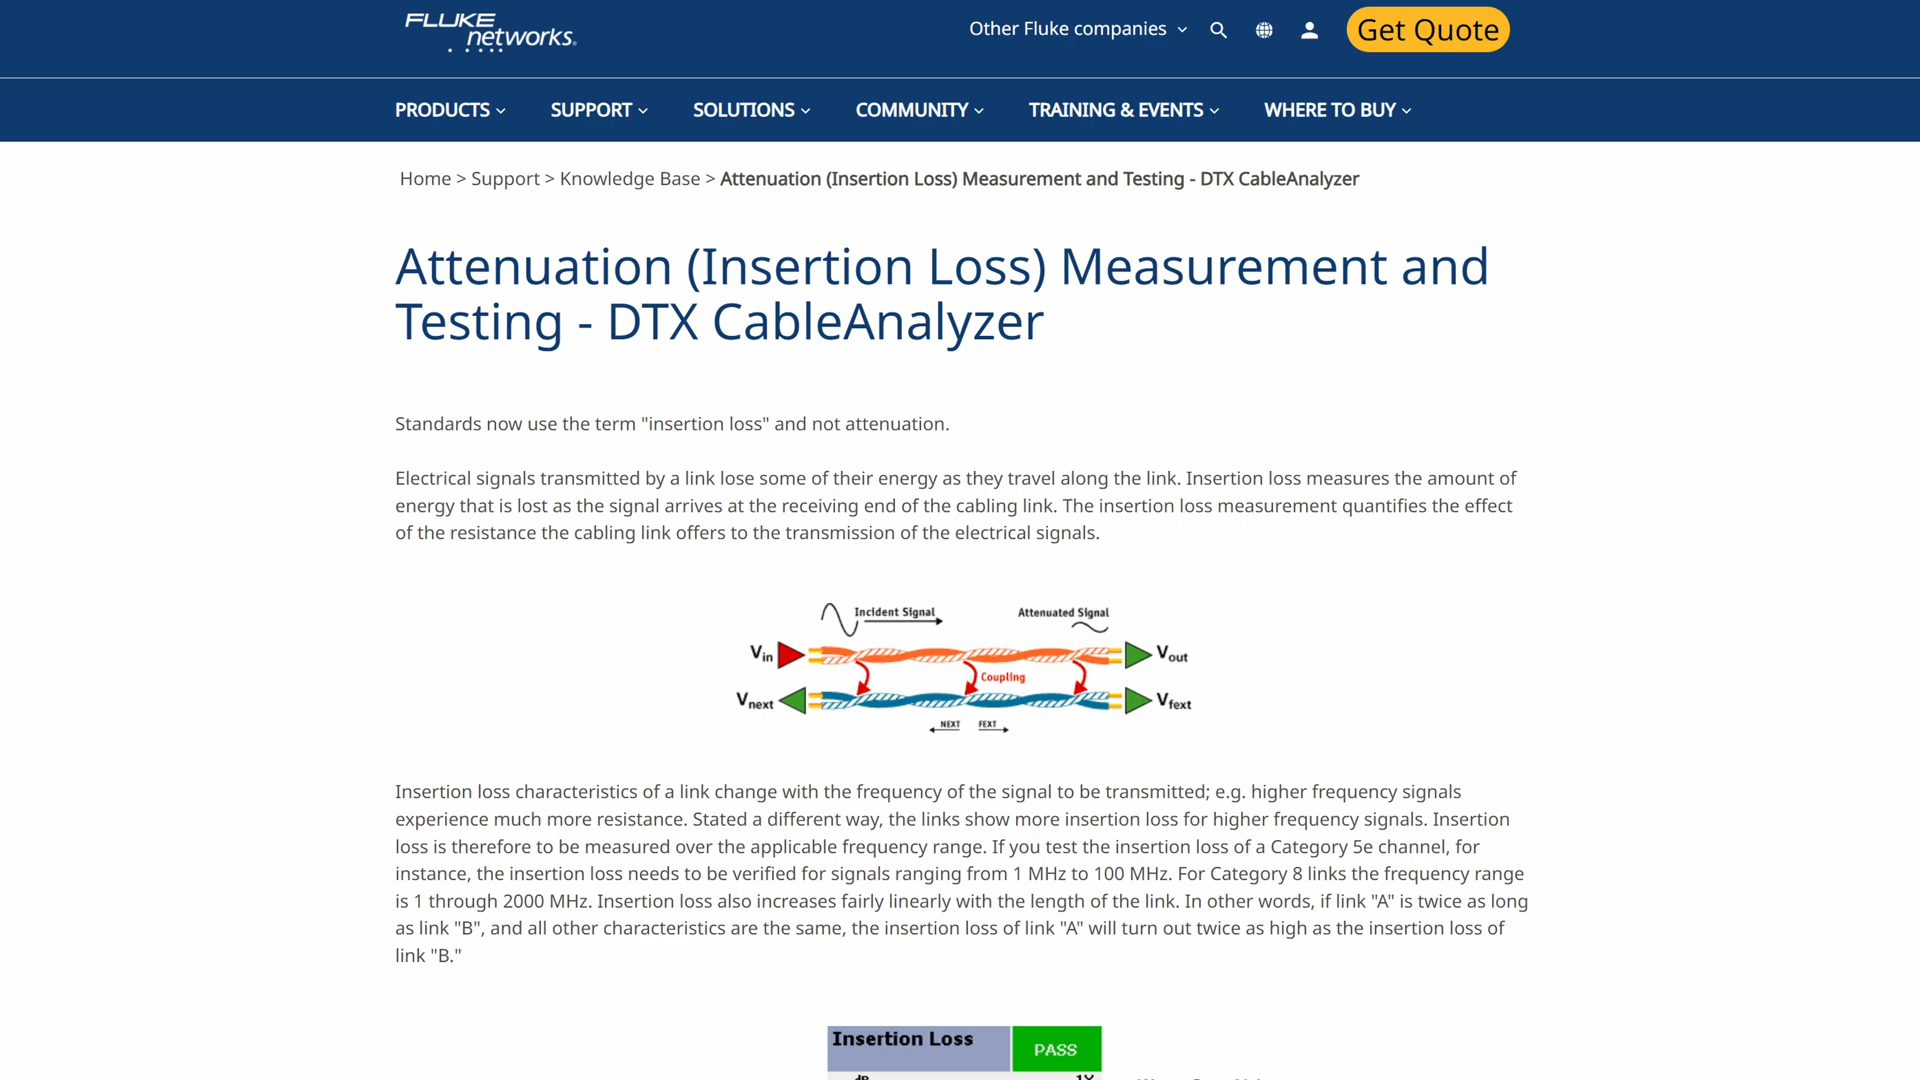 FLUKE
networks®
Other Fluke companies
Get Quote
PRODUCTS
SUPPORT
SOLUTIONS
COMMUNITY
TRAINING & EVENTS
WHERE TO BUY
Home > Support > Knowledge Base > Attenuation (Insertion Loss) Measurement and Testing - DTX CableAnalyzer
Attenuation (Insertion Loss) Measurement and
Testing - DTX CableAnalyzer
Standards now use the term "insertion loss" and not attenuation.
Electrical signals transmitted by a link lose some of their energy as they travel along the link. Insertion loss measures the amount of
energy that is lost as the signal arrives at the receiving end of the cabling link. The insertion loss measurement quantifies the effect
of the resistance the cabling link offers to the transmission of the electrical signals.
Incident Signal
Attenuated Signal
Vin
Vout
Coupling
Vnext
Vfext
NEXT
FEXT
Insertion loss characteristics of a link change with the frequency of the signal to be transmitted; e.g. higher frequency signals
experience much more resistance. Stated a different way, the links show more insertion loss for higher frequency signals. Insertion
loss is therefore to be measured over the applicable frequency range. If you test the insertion loss of a Category 5e channel, for
instance, the insertion loss needs to be verified for signals ranging from 1 MHz to 100 MHz. For Category 8 links the frequency range
is 1 through 2000 MHz. Insertion loss also increases fairly linearly with the length of the link. In other words, if link "A" is twice as long
as link "B", and all other characteristics are the same, the insertion loss of link "A" will turn out twice as high as the insertion loss of
link "B."
Insertion Loss
PASS